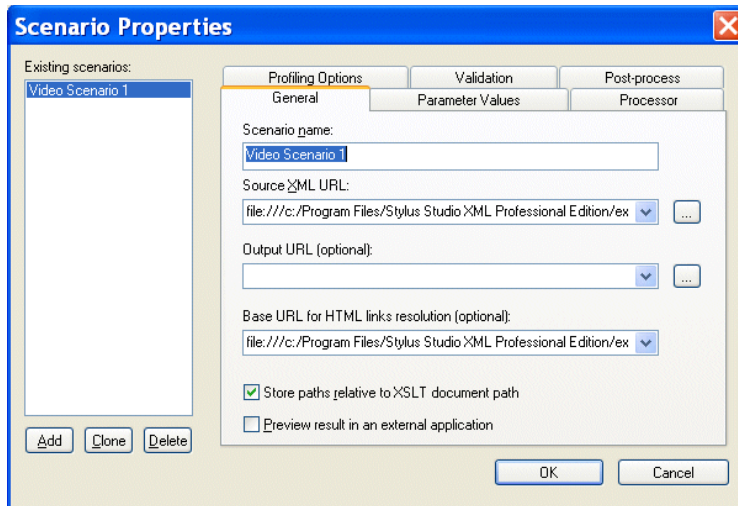 Scenario Properties
Existing scenarios:
Video Scenario 1
Add
Clone
Delete
Profiling Options
Validation
Post-process
General
Parameter Values
Processor
Scenario name:
Video Scenario 1
Source XML URL:
file:///c:/Program Files/Stylus Studio XML Professional Edition/ex
...
Output URL (optional):
...
Base URL for HTML links resolution (optional):
file:///c:/Program Files/Stylus Studio XML Professional Edition/ex
Store paths relative to XSLT document path
Preview result in an external application
OK
Cancel